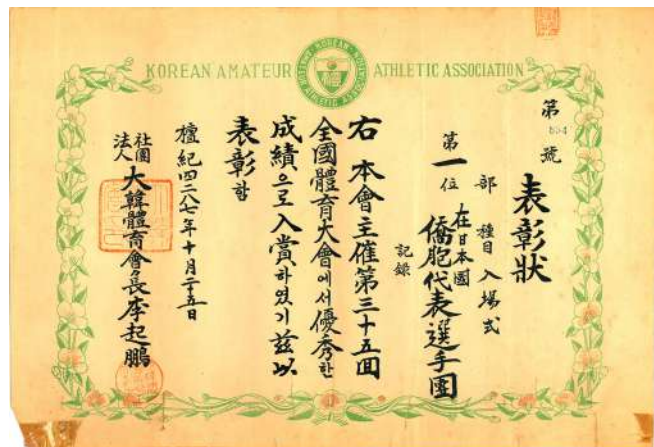 KOREAN AMATEUR ATHLETIC ASSOCIATION
第 號
表彰狀
部 種目 入場式
第一位 在日本國
僑胞代表選手團
記錄
右 本會主催第三十五回
全國體育大會에서優秀한
成績으로入賞하였기茲以
表彰함
檀紀四二八七年十月二十五日
社團法人 大韓體育會長 李起鵬